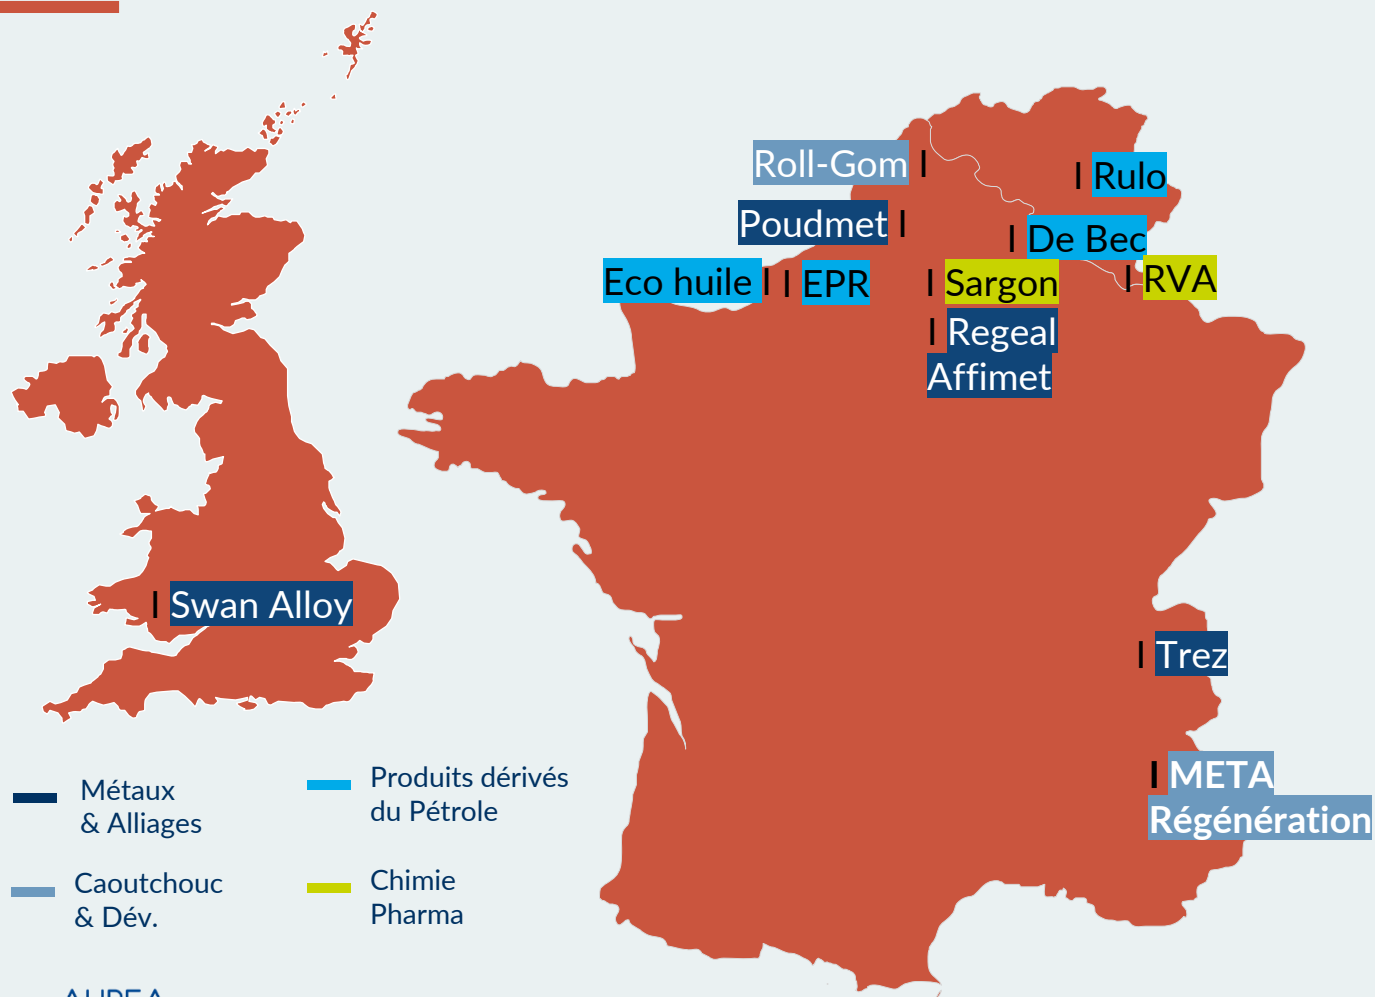 Roll-Gom
Rulo
Poudmet
De Bec
Eco huile
EPR
Sargon
RVA
Regeal
Affimet
Swan Alloy
Trez
META
Régénération
Métaux
& Alliages
Produits dérivés
du Pétrole
Caoutchouc
& Dév.
Chimie
Pharma
AUREA